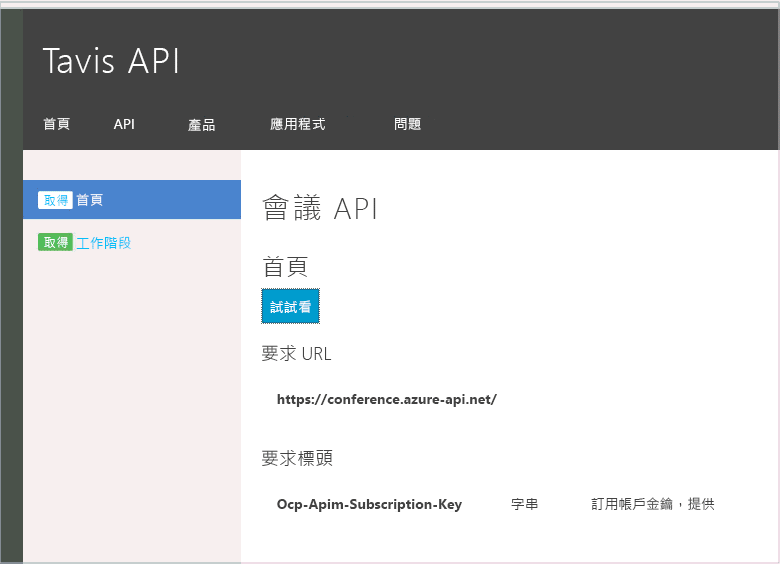 Tavis API
首頁 API 產品 應用程式 問題
取得 首頁
取得 工作階段
會議 API
首頁
試試看
要求 URL
https://conference.azure-api.net/
要求標頭
Ocp-Apim-Subscription-Key 字串 訂用帳戶金鑰，提供